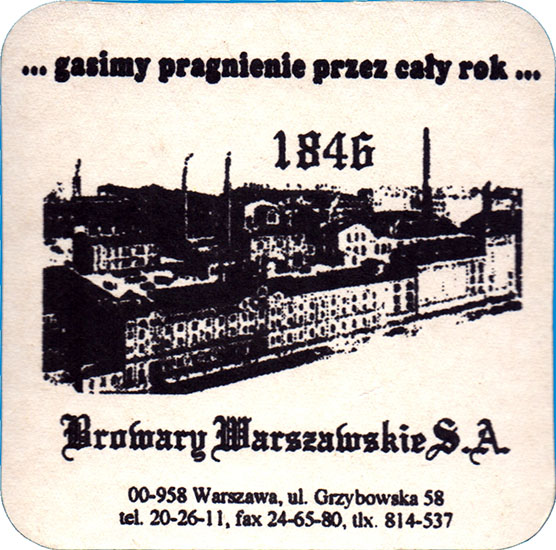 ... gasimy pragnienie przez cały rok ...
1846
Browary Warszawskie S.A.
00-958 Warszawa, ul. Grzybowska 58
tel. 20-26-11, fax 24-65-80, tlx. 814-537